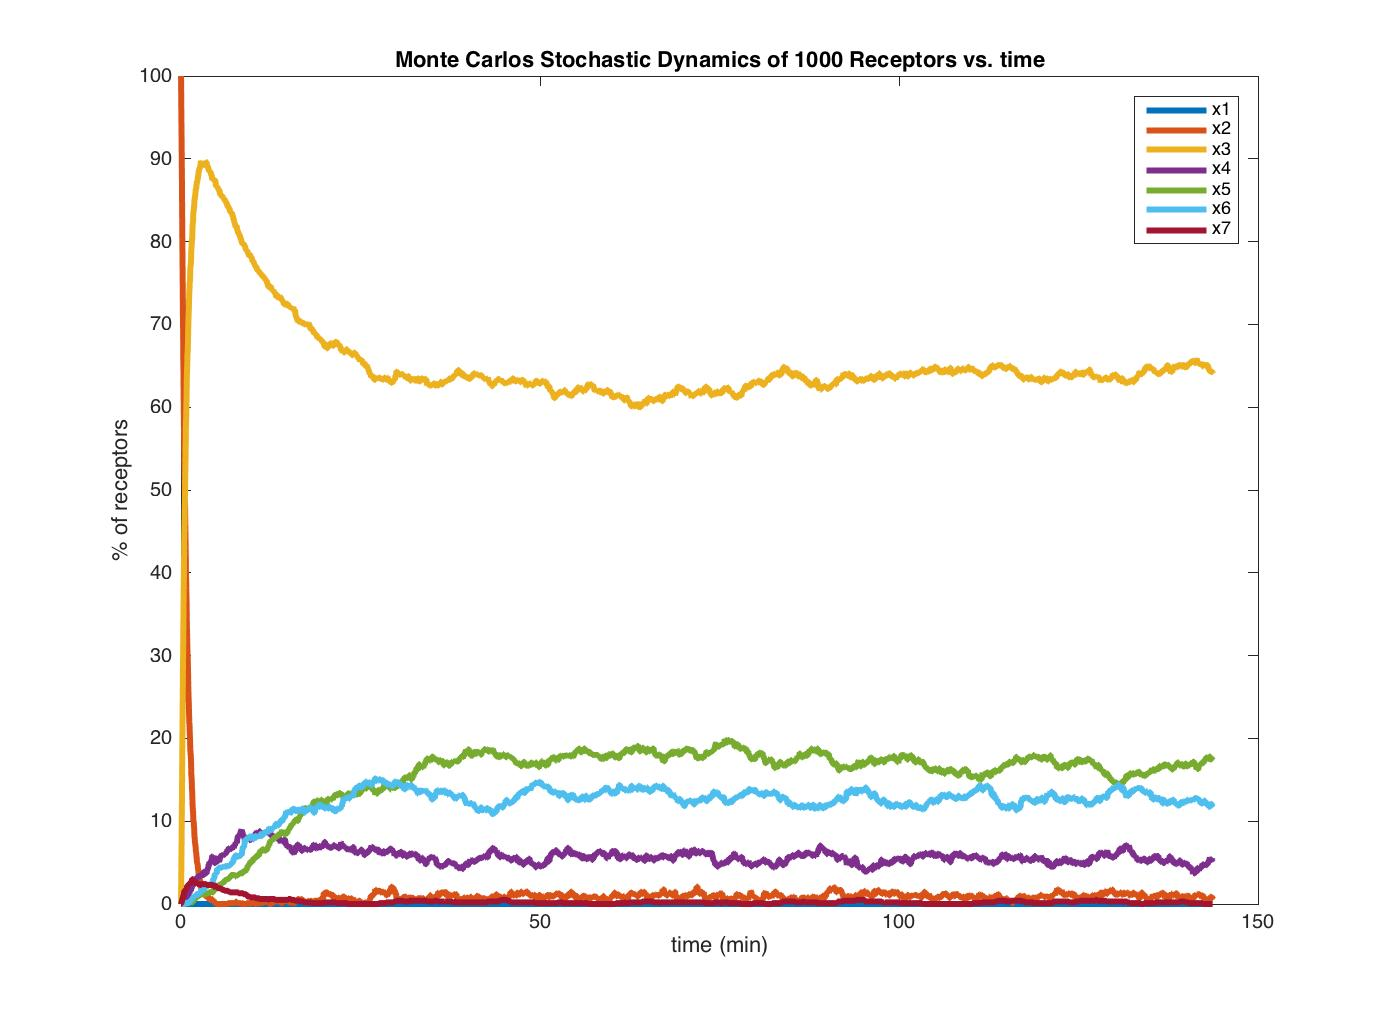 Monte Carlos Stochastic Dynamics of 1000 Receptors vs. time
100
90
80
70
60
50
40
30
20
10
0
% of receptors
x1
x2
x3
x4
x5
x6
x7
0 50 100 150
time (min)